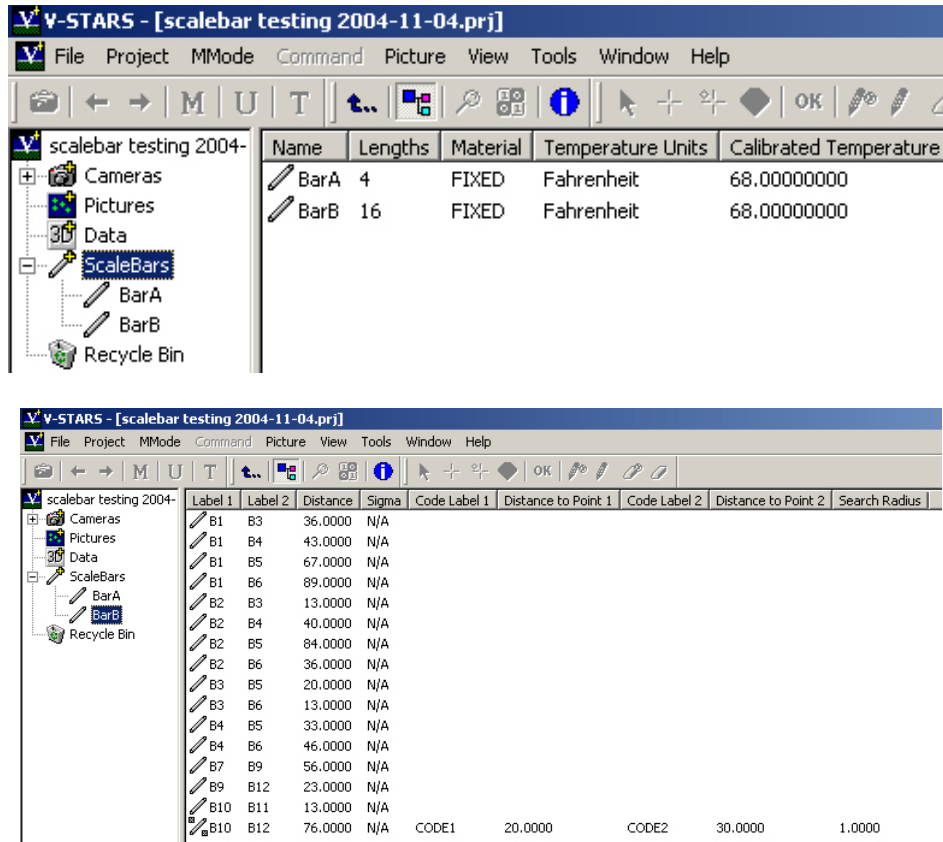 V-STARS - [scalebar testing 2004-11-04.prj]
File Project MMode Command Picture View Tools Window Help
M U T t... OK
scalebar testing 2004-
Cameras
Pictures
3D Data
ScaleBars
BarA
BarB
Recycle Bin
Name Lengths Material Temperature Units Calibrated Temperature
BarA 4 FIXED Fahrenheit 68.00000000
BarB 16 FIXED Fahrenheit 68.00000000
V-STARS - [scalebar testing 2004-11-04.prj]
File Project MMode Command Picture View Tools Window Help
M U T t... OK
scalebar testing 2004-
Cameras
Pictures
3D Data
ScaleBars
BarA
BarB
Recycle Bin
Label 1 Label 2 Distance Sigma Code Label 1 Distance to Point 1 Code Label 2 Distance to Point 2 Search Radius
B1 B3 36.0000 N/A
B1 B4 43.0000 N/A
B1 B5 67.0000 N/A
B1 B6 89.0000 N/A
B2 B3 13.0000 N/A
B2 B4 40.0000 N/A
B2 B5 84.0000 N/A
B2 B6 36.0000 N/A
B3 B5 20.0000 N/A
B3 B6 13.0000 N/A
B4 B5 33.0000 N/A
B4 B6 46.0000 N/A
B7 B9 56.0000 N/A
B9 B12 23.0000 N/A
B10 B11 13.0000 N/A
B10 B12 76.0000 N/A CODE1 20.0000 CODE2 30.0000 1.0000